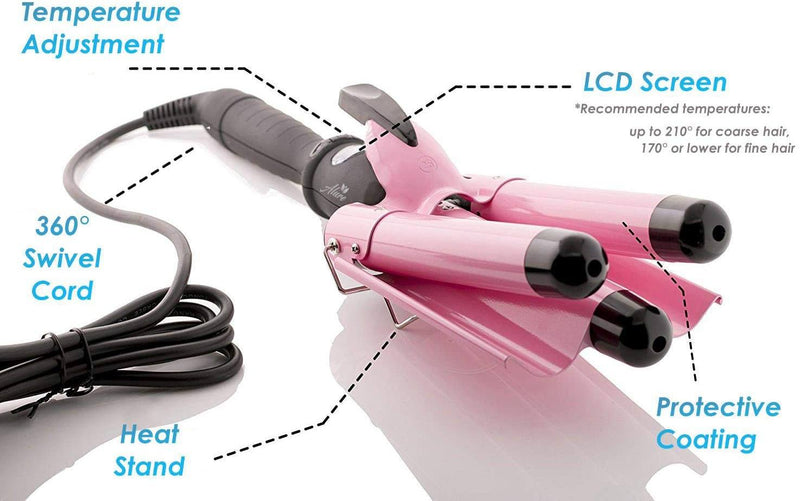 Temperature
Adjustment
LCD Screen
*Recommended temperatures:
up to 210° for coarse hair,
170° or lower for fine hair
Alure
360°
Swivel
Cord
Protective
Coating
Heat
Stand